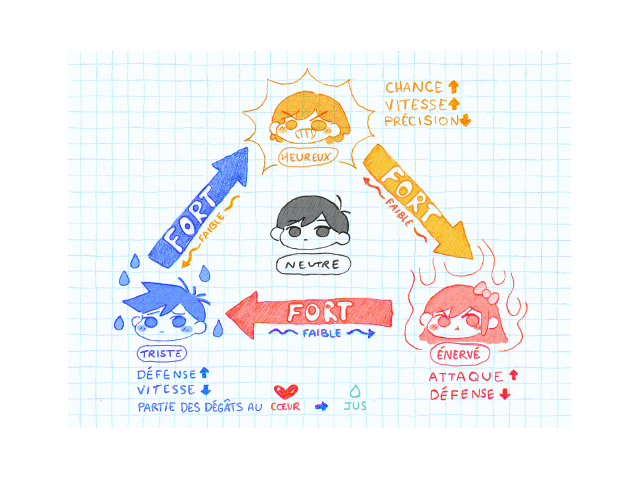 CHANCE
VITESSE
PRÉCISION
HEUREUX
FORT
FAIBLE
FORT
FAIBLE
NEUTRE
FORT
FAIBLE
TRISTE
ÉNERVÉ
DÉFENSE
VITESSE
PARTIE DES DÉGÂTS AU CŒUR JUS
ATTAQUE
DÉFENSE